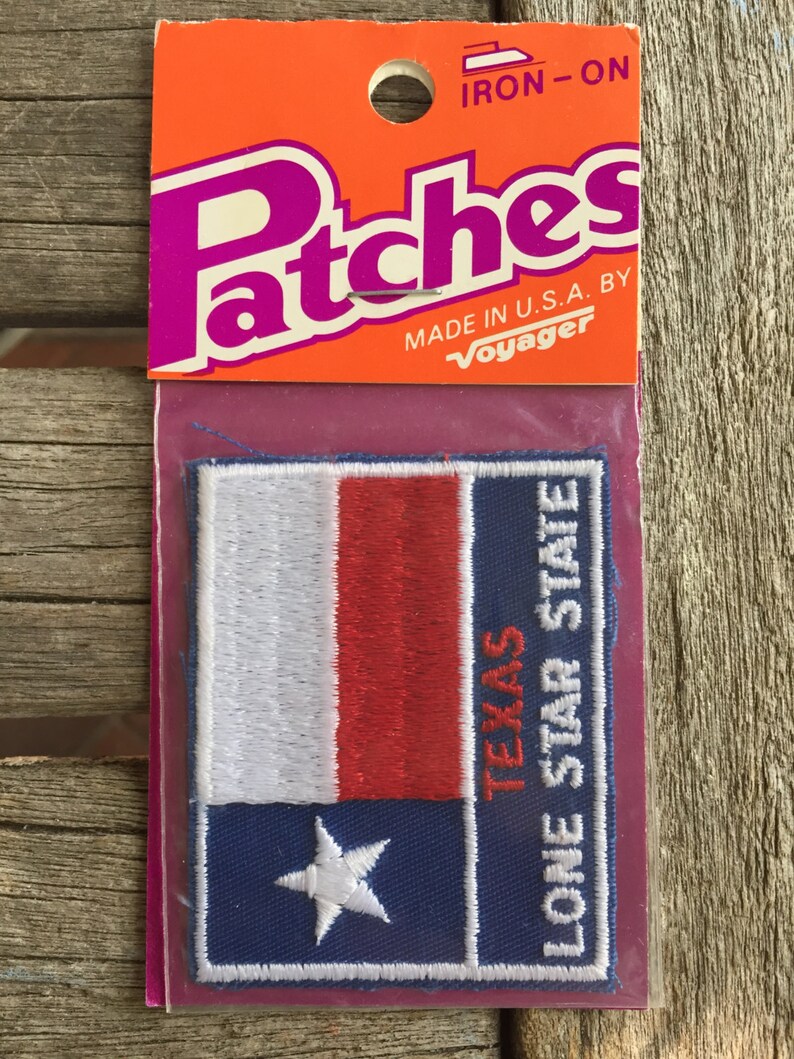 IRON-ON
Patches
MADE IN U.S.A. BY
Voyager
TEXAS
LONE STAR STATE